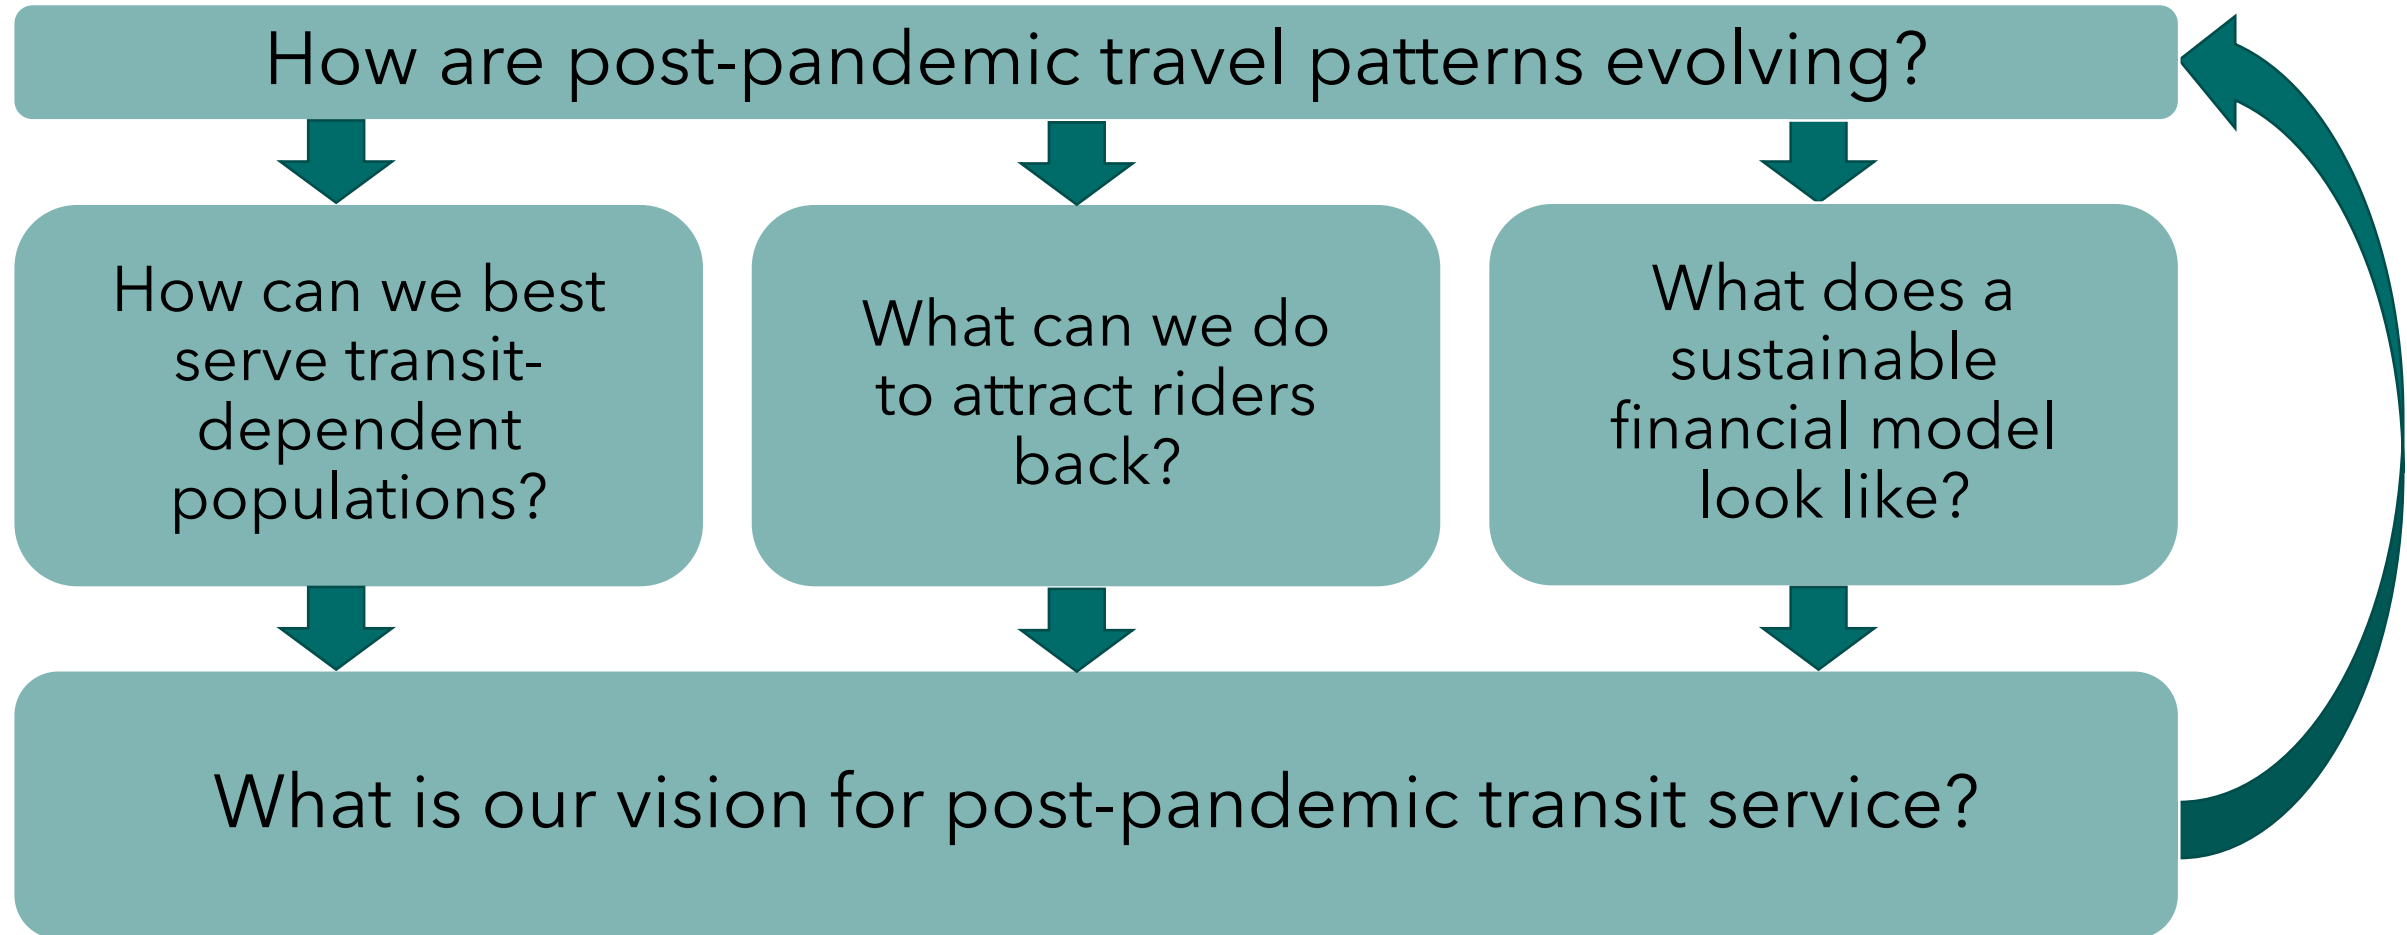 How are post-pandemic travel patterns evolving?
How can we best
serve transit-
dependent
populations?
What can we do
to attract riders
back?
What does a
sustainable
financial model
look like?
What is our vision for post-pandemic transit service?